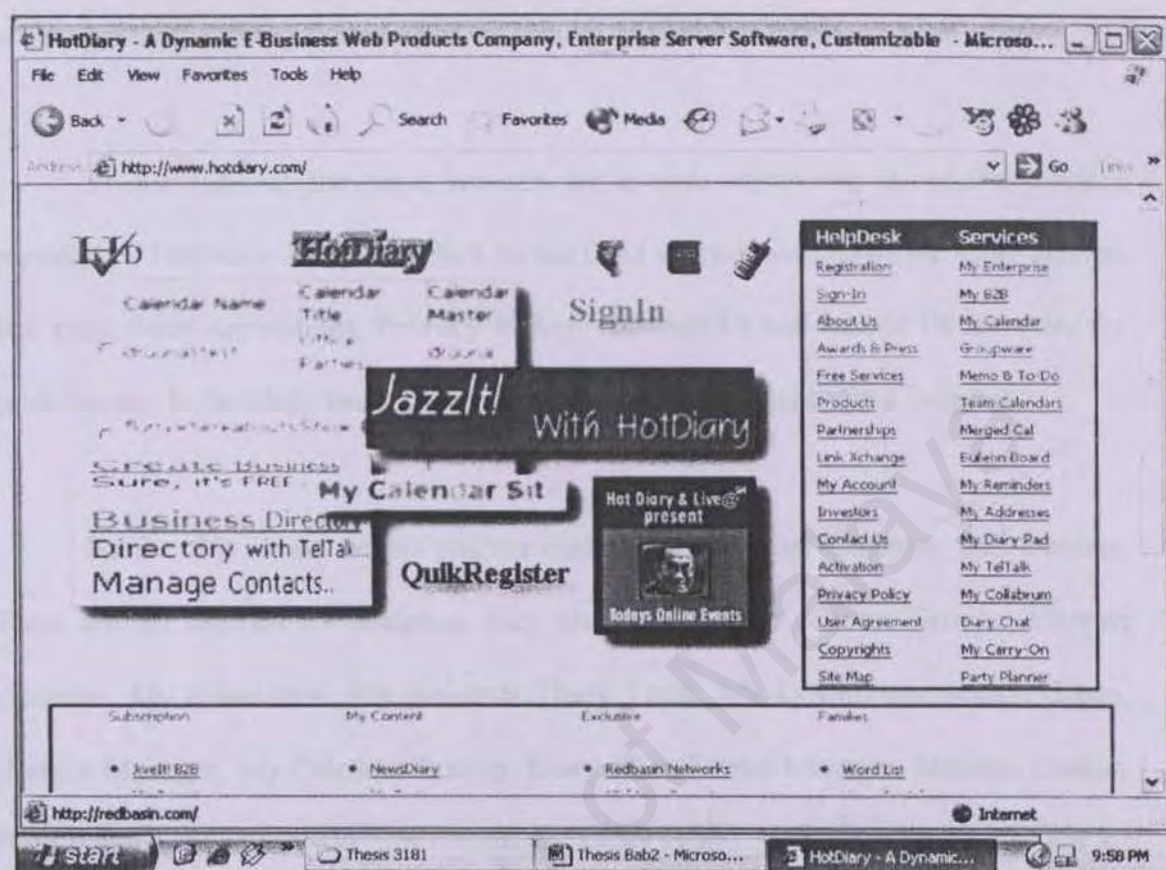 HotDiary - A Dynamic E-Business Web Products Company, Enterprise Server Software, Customizable - Microso...
File Edit View Favorites Tools Help
Back Search Favorites Media
Address http://www.hotdiary.com/ Go Links
HotDiary
SignIn
Calendar Name Calendar Title Calendar Master
Parties
JazzIt!
With HotDiary
Create Business
Sure, it's FREE
My Calendar Sit
Business Directory
Directory with TelTalk
Manage Contacts..
QuikRegister
Hot Diary & Live@
present
Todays Online Events
HelpDesk Services
Registration My Enterprise
Sign-In My B2B
About Us My Calendar
Awards & Press Groupware
Free Services Memo & To-Do
Products Team Calendars
Partnerships Merged Cal
Link Xchange Bulletin Board
My Account My Reminders
Investors My Addresses
Contact Us My Diary Pad
Activation My TelTalk
Privacy Policy My Collabrum
User Agreement Diary Chat
Copyrights My Carry-On
Site Map Party Planner
Subscription My Content Exclusive Families
JiveIt! B2B NewsDiary Redbasin Networks Word List
http://redbasin.com/ Internet
start Thesis 3181 Thesis Bab2 - Microso... HotDiary - A Dynamic... 9:58 PM
of Malaya